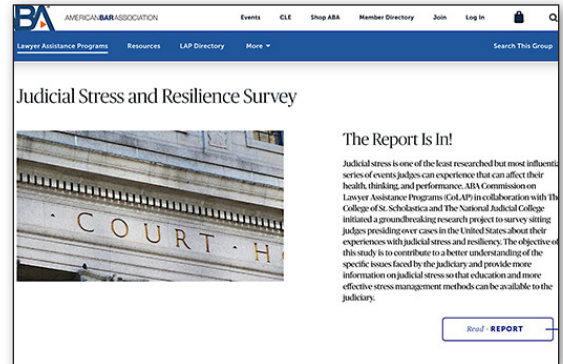 BA AMERICANBARASSOCIATION Events CLE Shop ABA Member Directory Join Log In
Lawyer Assistance Programs Resources LAP Directory More Search This Group
Judicial Stress and Resilience Survey
COURT H
The Report Is In!
Judicial stress is one of the least researched but most influentia
series of events judges can experience that can affect their
health, thinking, and performance. ABA Commission on
Lawyer Assistance Programs (CoLAP) in collaboration with Th
College of St. Scholastica and The National Judicial College
initiated a groundbreaking research project to survey sitting
judges presiding over cases in the United States about their
experiences with judicial stress and resiliency. The objective of
this study is to contribute to a better understanding of the
specific issues faced by the judiciary and provide more
information on judicial stress so that education and more
effective stress management methods can be available to the
judiciary.
Read - REPORT